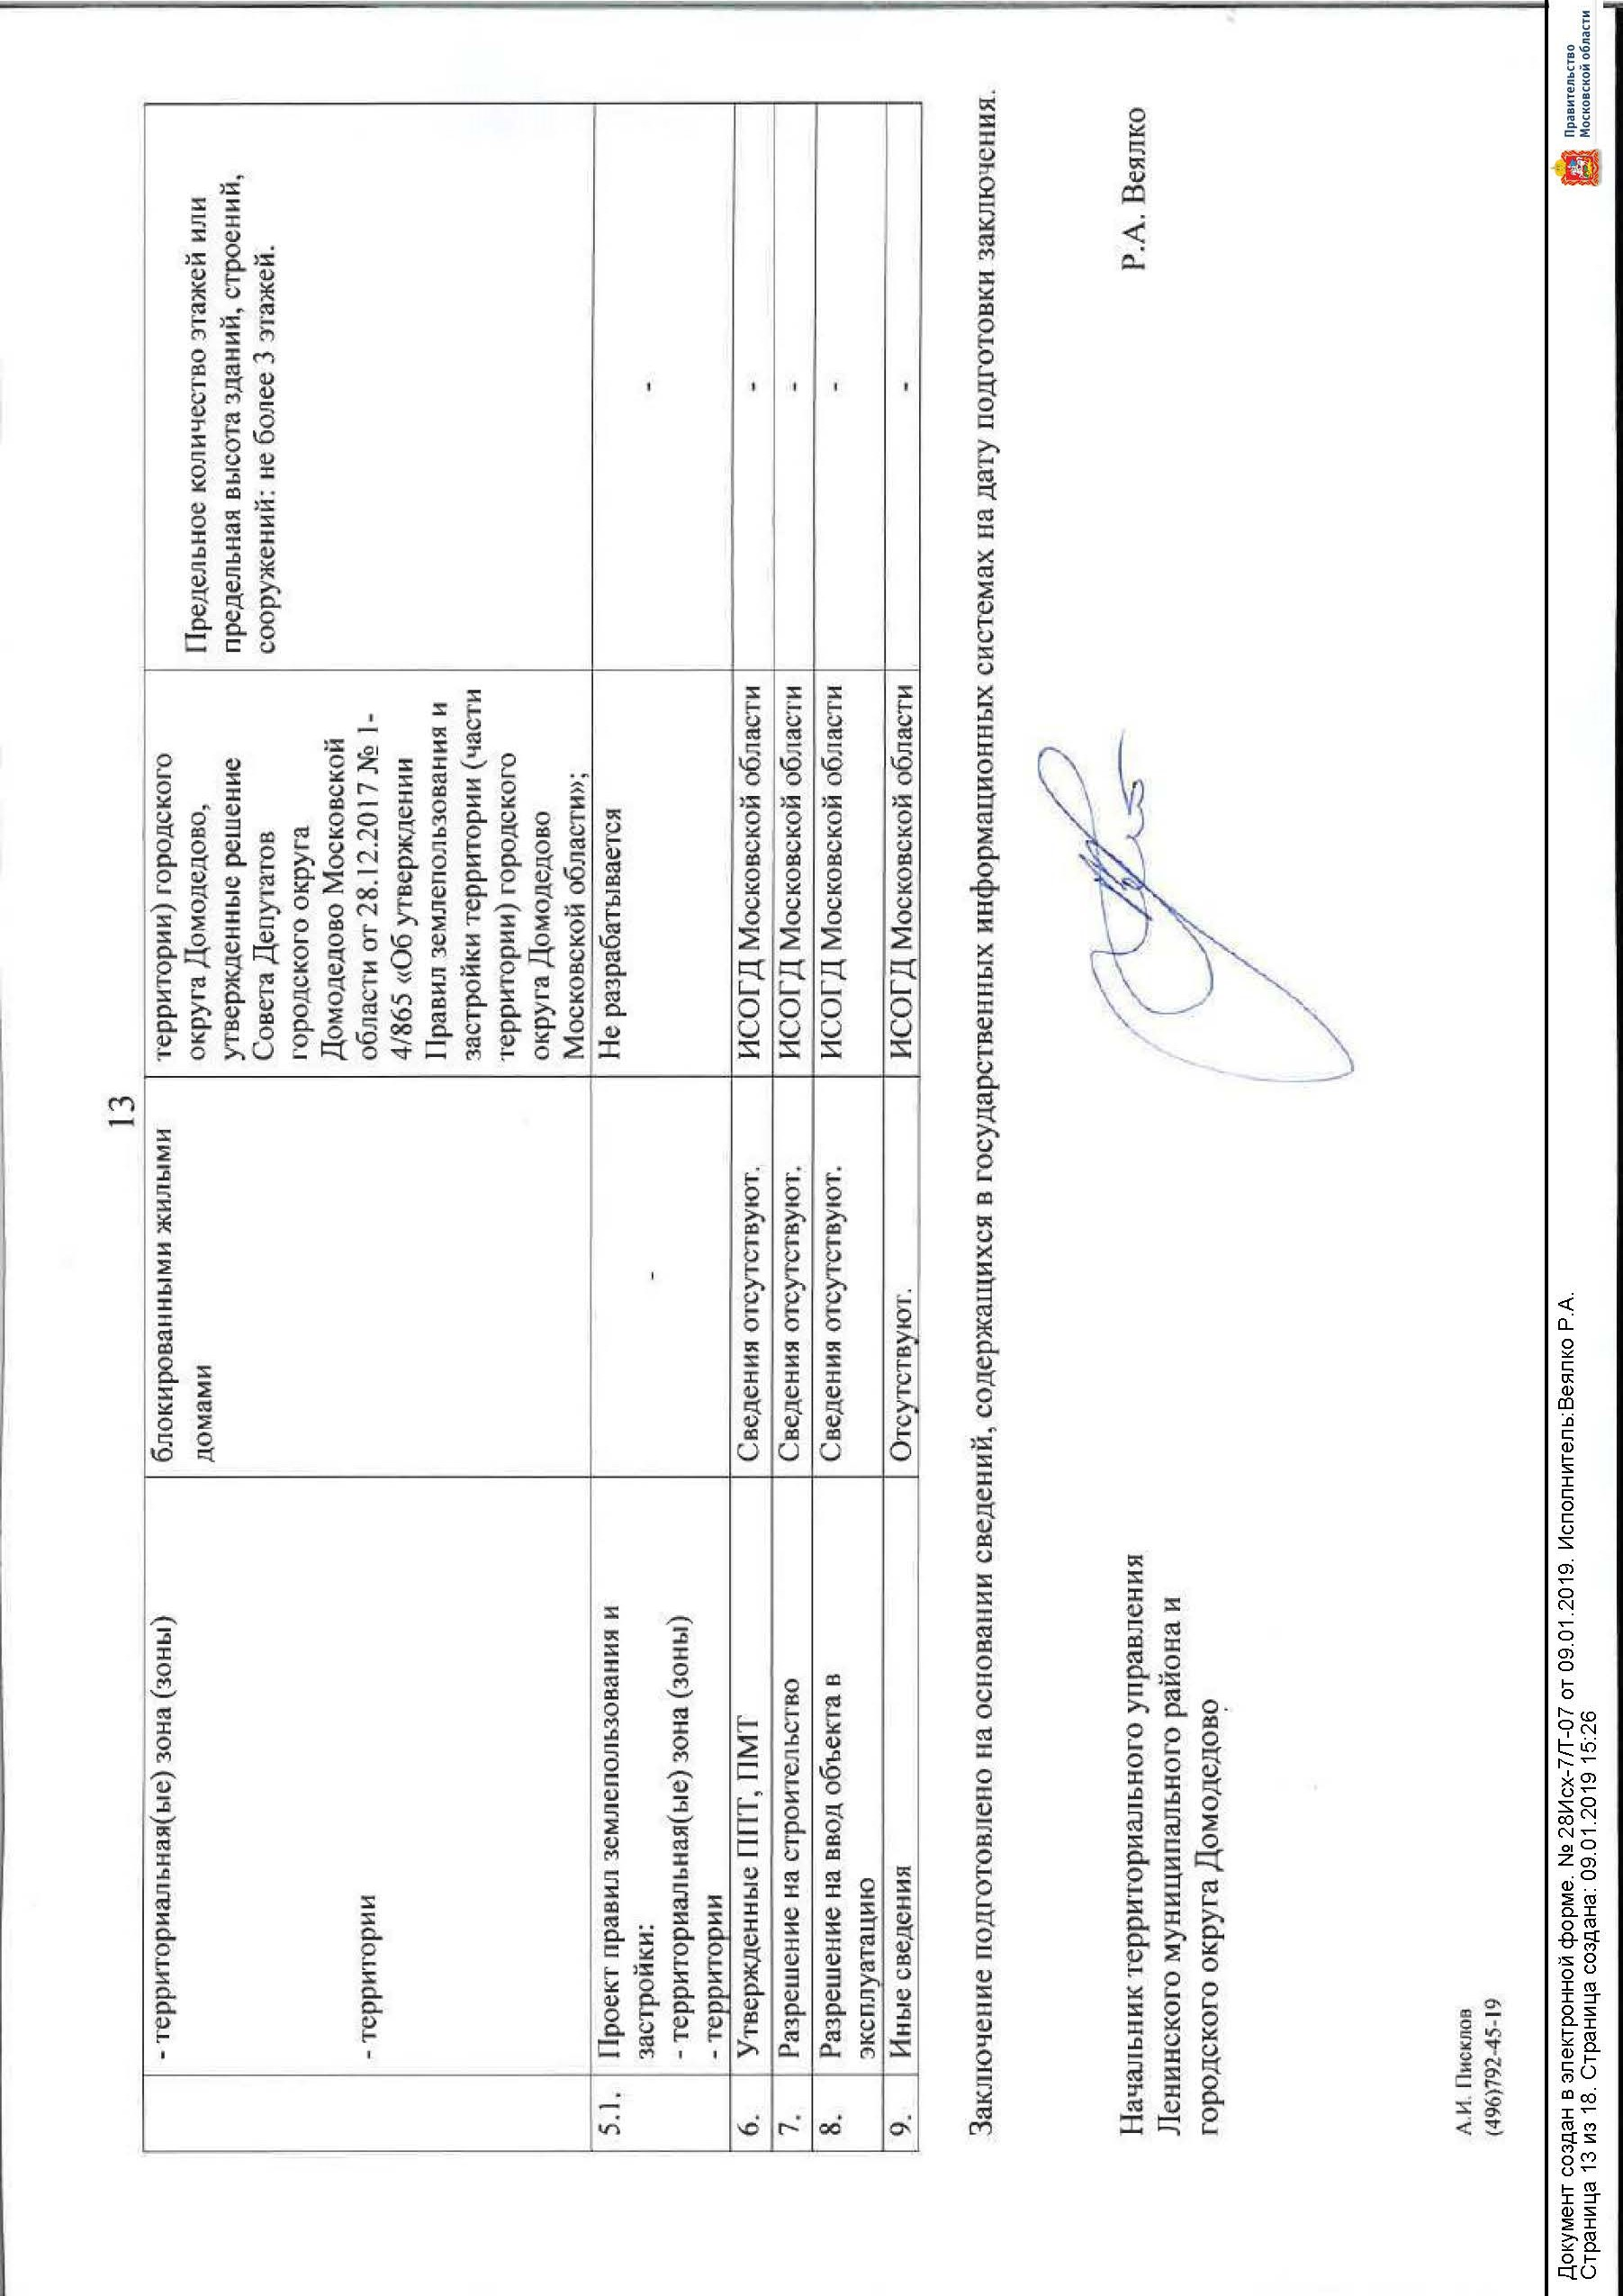 13
- территориальная(ые) зона (зоны)
- территории
блокированными жилыми
домами
территории) городского
округа Домодедово,
утвержденные решение
Совета Депутатов
городского округа
Домодедово Московской
области от 28.12.2017 № 1-
4/865 «Об утверждении
Правил землепользования и
застройки территории (части
территории) городского
округа Домодедово
Московской области»;
Предельное количество этажей или
предельная высота зданий, строений,
сооружений: не более 3 этажей.
5.1.
Проект правил землепользования и
застройки:
- территориальная(ые) зона (зоны)
- территории
-
Не разрабатывается
-
6. Утвержденные ППТ, ПМТ Сведения отсутствуют. ИСОГД Московской области -
7. Разрешение на строительство Сведения отсутствуют. ИСОГД Московской области -
8. Разрешение на ввод объекта в Сведения отсутствуют. ИСОГД Московской области -
эксплуатацию
9. Иные сведения Отсутствуют. ИСОГД Московской области -
Заключение подготовлено на основании сведений, содержащихся в государственных информационных системах на дату подготовки заключения.
Начальник территориального управления
Ленинского муниципального района и
городского округа Домодедово
Р.А. Веялко
А.И. Писклов
(496)792-45-19
Документ создан в электронной форме. № 28Исх-7/Т-07 от 09.01.2019. Исполнитель:Веялко Р.А.
Страница 13 из 18. Страница создана: 09.01.2019 15:26
Правительство
Московской области